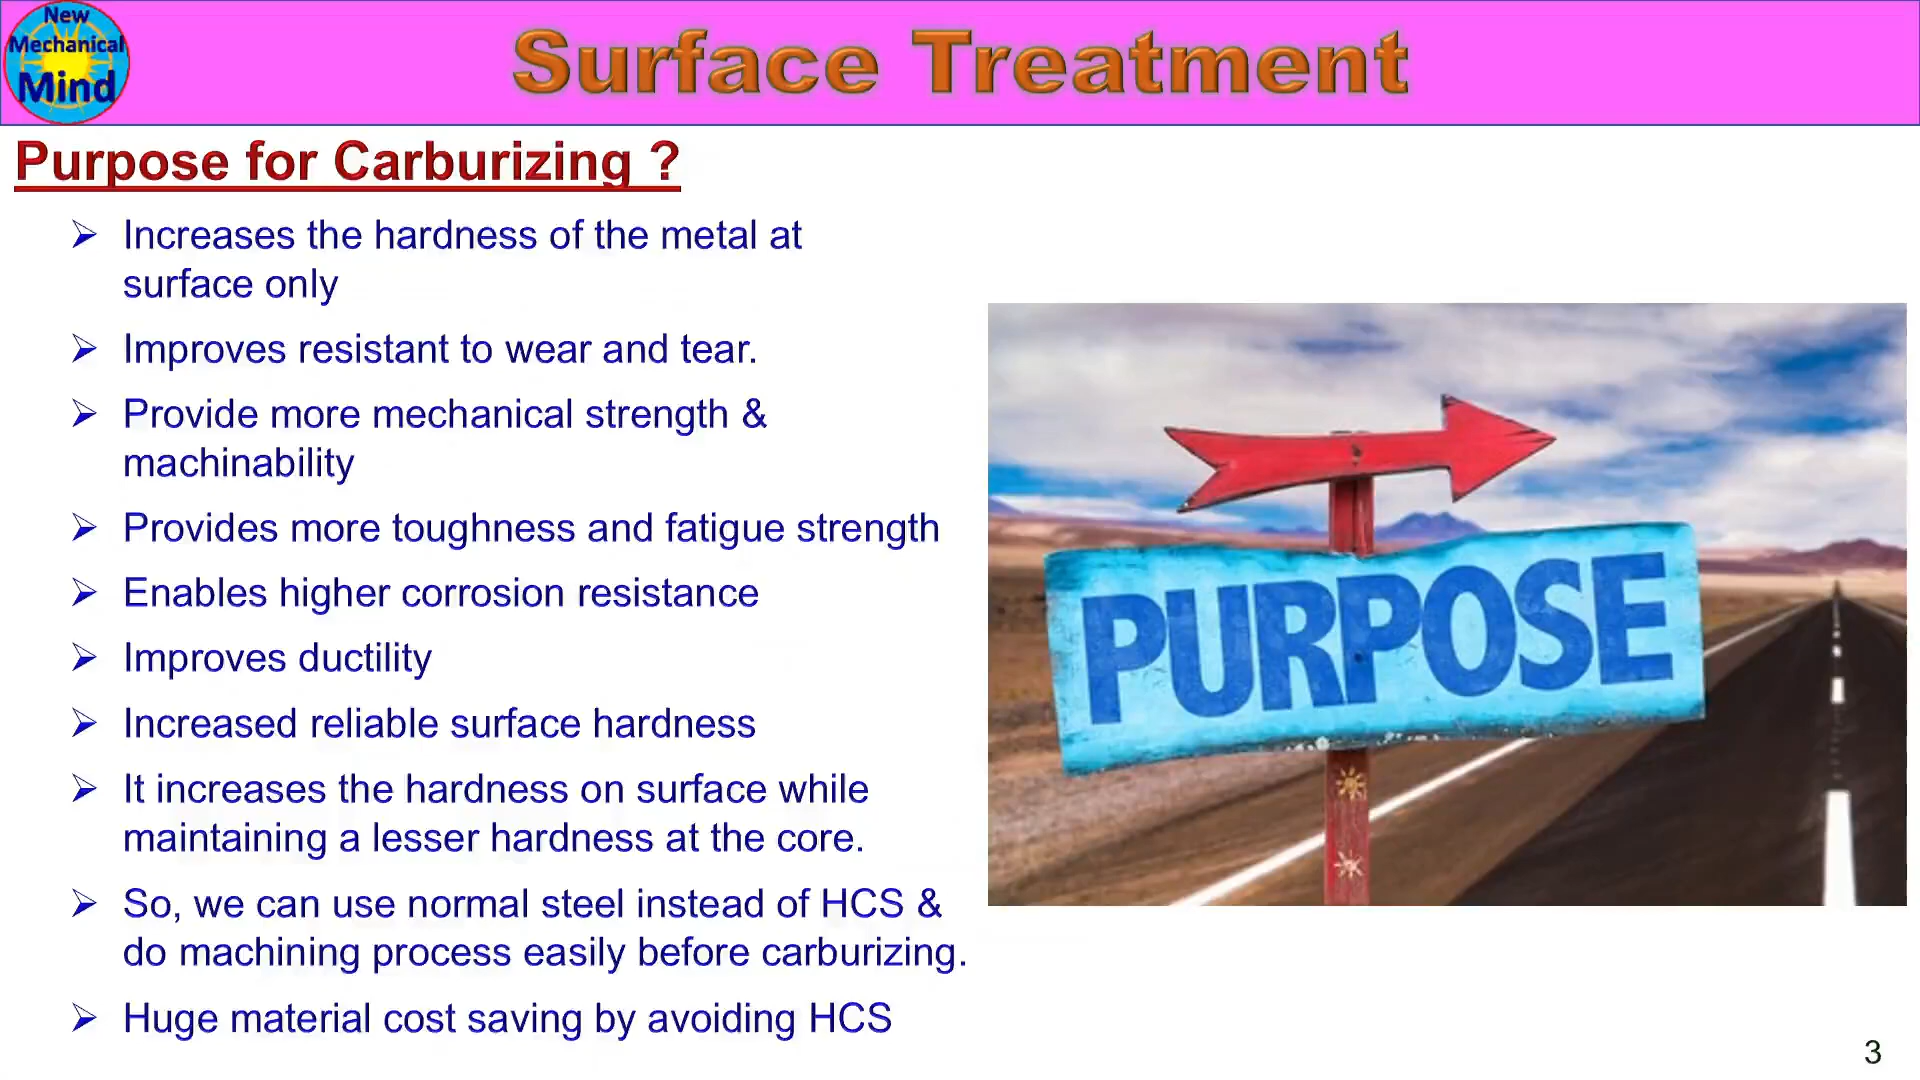 New
Mechanical
Mind
Surface Treatment
Purpose for Carburizing ?
Increases the hardness of the metal at
surface only
Improves resistant to wear and tear.
Provide more mechanical strength &
machinability
Provides more toughness and fatigue strength
Enables higher corrosion resistance
Improves ductility
Increased reliable surface hardness
It increases the hardness on surface while
maintaining a lesser hardness at the core.
So, we can use normal steel instead of HCS &
do machining process easily before carburizing.
Huge material cost saving by avoiding HCS
PURPOSE
3